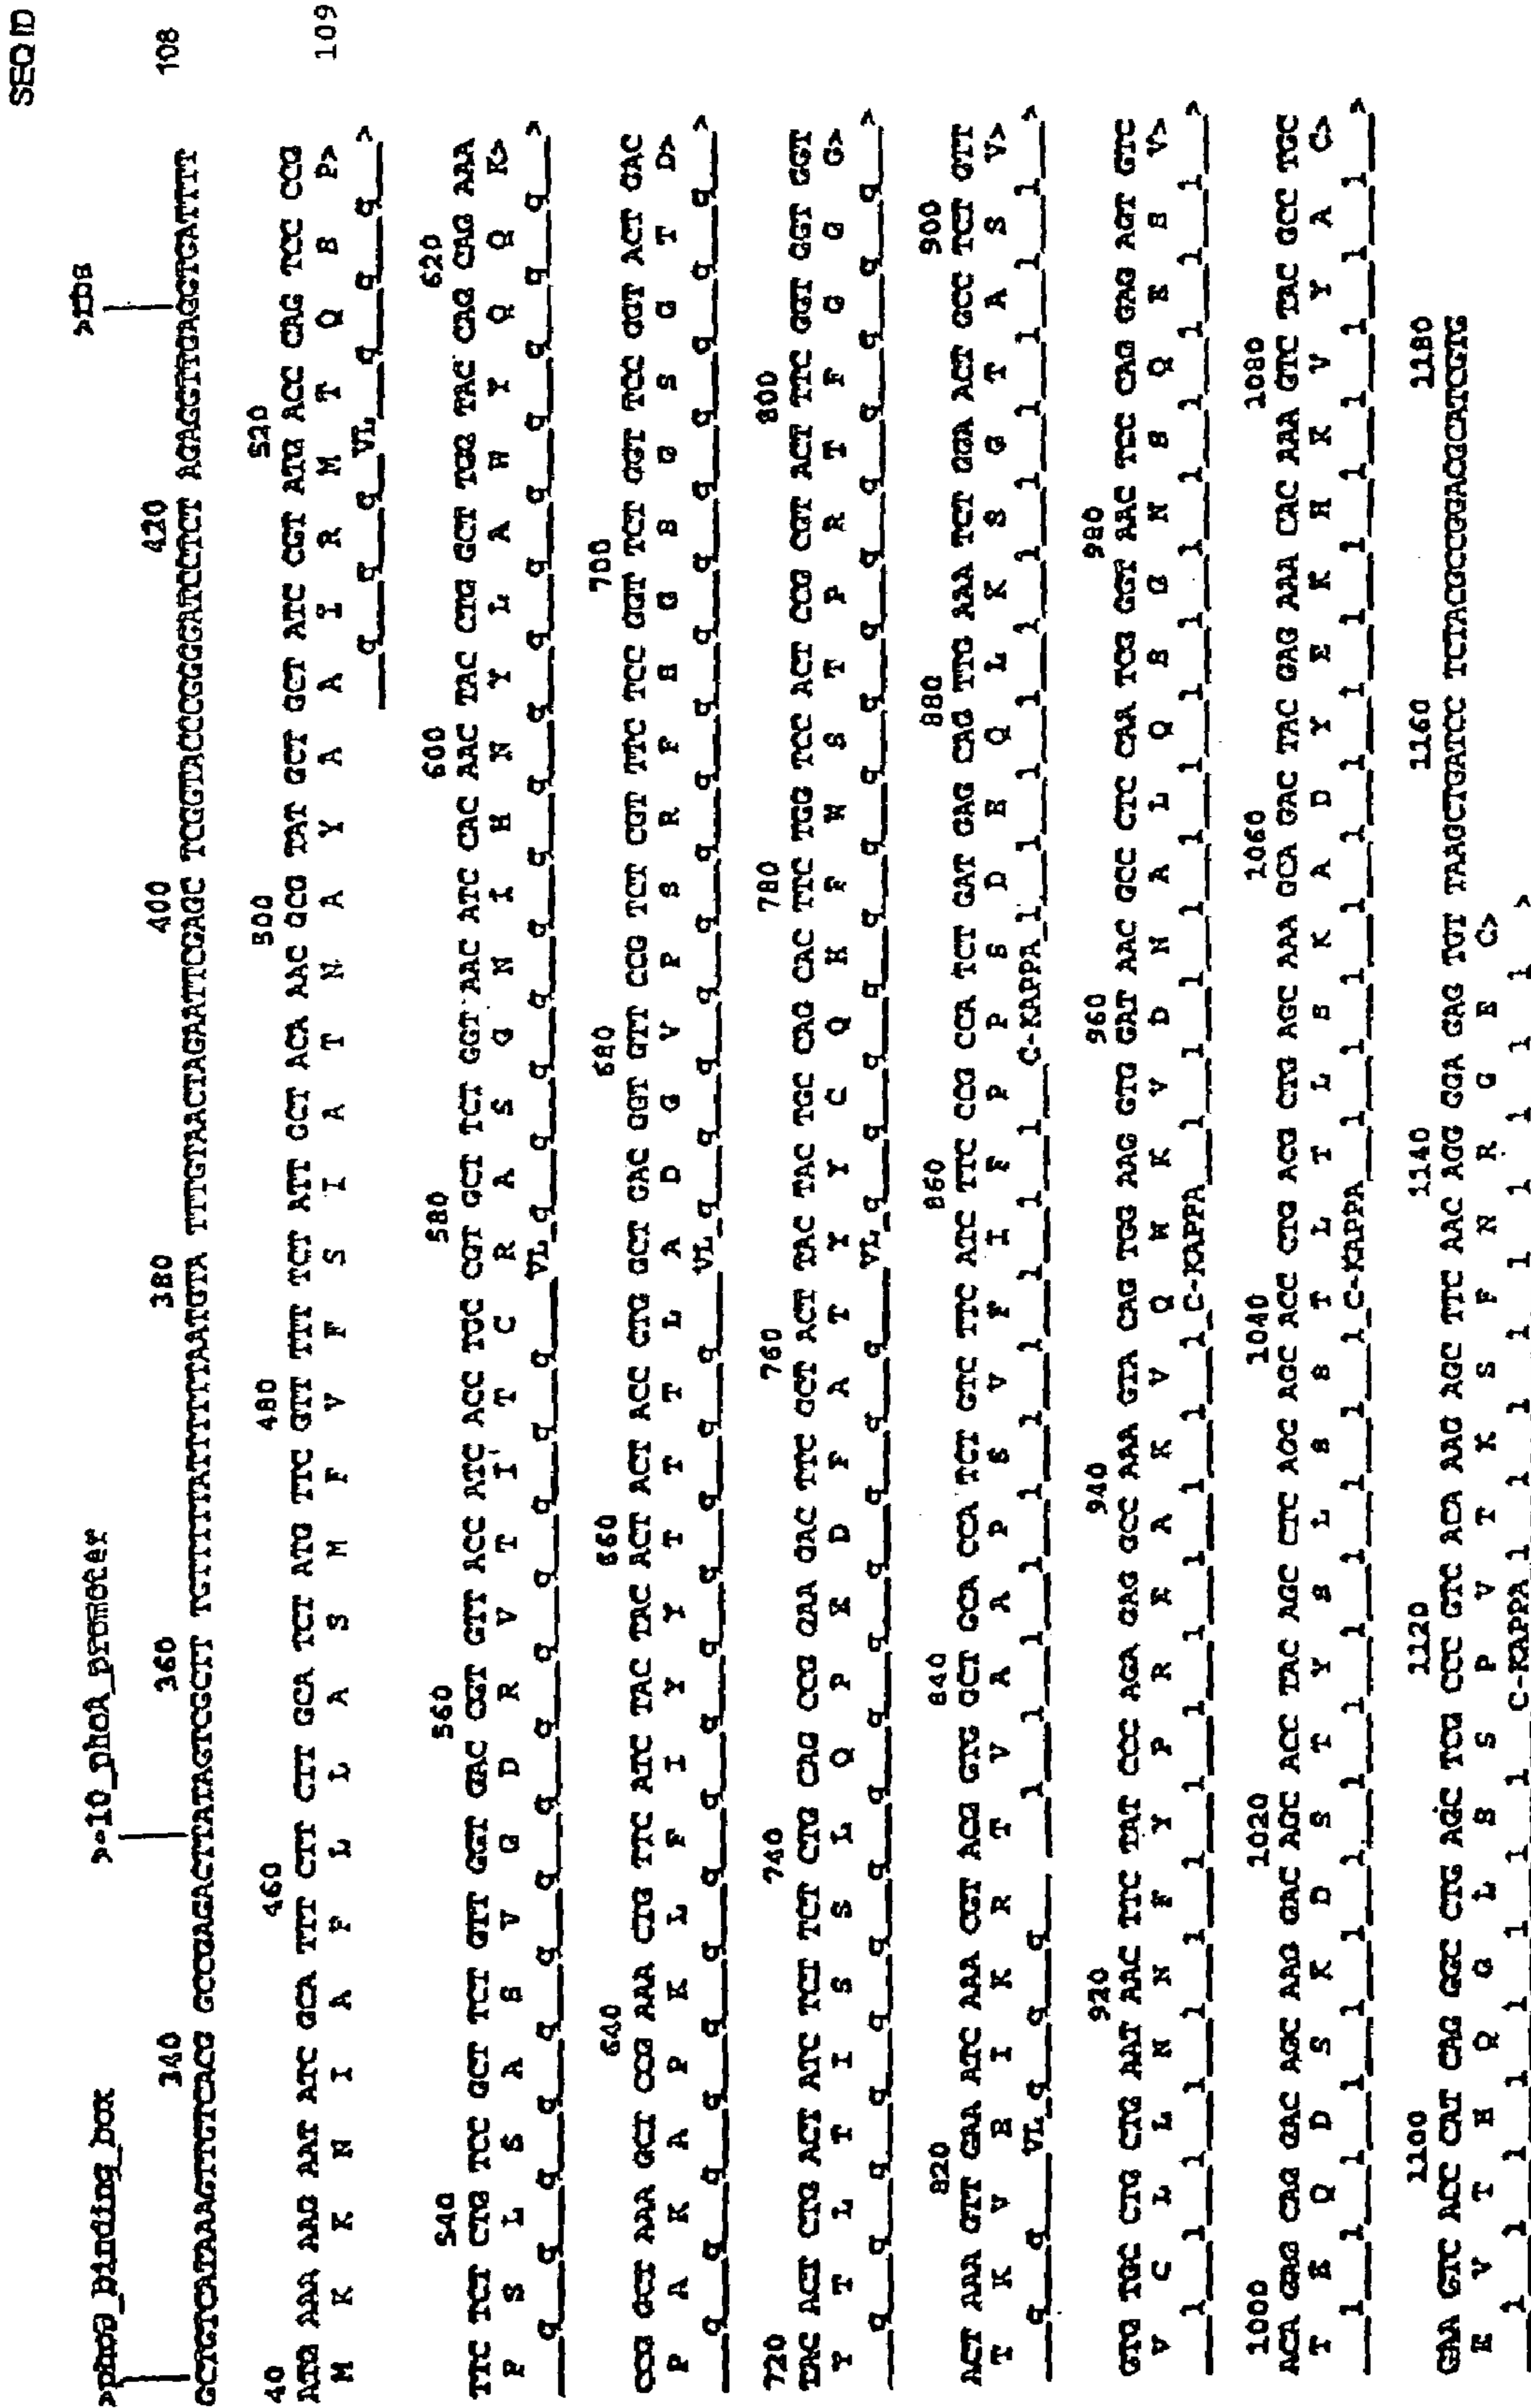 SEQ ID
>phoB_binding_box >-10_phoA_promoter >rbs
340 360 380 400 420
GCTGTCATAAAGTTGTCACG GCCGAGACTTATAGTCGCTT TGTTTTTATTTTTTAATGTA TTTGTAACTAGAATTCGAGC TCGGTACCCGGGGATCCTCT AGAGGTTGAGGTGATTTT 108
40 460 480 500 520
ATG AAA AAG AAT ATC GCA TTT CTT CTT GCA TCT ATG TTC GTT TTT TCT ATT GCT ACA AAC GCG TAT GCT GCT ATC CGT ATG ACC CAG TCC CCG
M K K N I A F L L A S M F V F S I A T N A Y A A I R M T Q S P> 109
q q q VL q q q >
540 560 580 600 620
TTC TCT CTG TCC GCT TCT GTT GGT GAC CGT GTT ACC ATC ACC TGC CGT GCT TCT GGT AAC ATC CAC AAC TAC CTG GCT TGG TAC CAG CAG AAA
F S L S A S V G D R V T I T C R A S G N I H N Y L A W Y Q Q K>
q q q q q q q q q q q VL q q q q q q q q q q q >
640 660 680 700
CCG GCT AAA GCT CCG AAA CTG TTC ATC TAC TAC ACT ACT ACC CTG GCT GAC GGT GTT CCG TCT CGT TTC TCC GGT TCT GGT TCC GGT ACT GAC
P A K A P K L F I Y Y T T T L A D G V P S R F S G S G S G T D>
q q q q q q q q q q q VL q q q q q q q q q q q >
720 740 760 780 800
TAC ACT CTG ACT ATC TCT TCT CTG CAG CCG GAA GAC TTC GCT ACT TAC TAC TGC CAG CAC TTC TGG TCC ACT CCG CGT ACT TTC GGT GGT GGT
Y T L T I S S L Q P E D F A T Y Y C Q H F W S T P R T F G G G>
q q q q q q q q q q q VL q q q q q q q q q q q >
820 840 860 880 900
ACT AAA GTT GAA ATC AAA CGT ACG GTG GCT GCA CCA TCT GTC TTC ATC TTC CCG CCA TCT GAT GAG CAG TTG AAA TCT GGA ACT GCC TCT GTT
T K V E I K R T V A A P S V F I F P P S D E Q L K S G T A S V>
q q VL q q q l l l l l l l C-KAPPA l l l l l l l l l >
920 940 960 980
GTG TGC CTG CTG AAT AAC TTC TAT CCC AGA GAG GCC AAA GTA CAG TGG AAG GTG GAT AAC GCC CTC CAA TCG GGT AAC TCC CAG GAG AGT GTC
V C L L N N F Y P R E A K V Q W K V D N A L Q S G N S Q E S V>
l l l l l l l l l l C-KAPPA l l l l l l l l l l >
1000 1020 1040 1060 1080
ACA GAG CAG GAC AGC AAG GAC AGC ACC TAC AGC CTC AGC AGC ACC CTG ACG CTG AGC AAA GCA GAC TAC GAG AAA CAC AAA GTC TAC GCC TGC
T E Q D S K D S T Y S L S S T L T L S K A D Y E K H K V Y A C>
l l l l l l l l l l C-KAPPA l l l l l l l l l l >
1100 1120 1140 1160 1180
GAA GTC ACC CAT CAG GGC CTG AGC TCG CCC GTC ACA AAG AGC TTC AAC AGG GGA GAG TGT TAAGCTGATCC TCTACGCCGGACGCATCGTG
E V T H Q G L S S P V T K S F N R G E C>
l l l l l l C-KAPPA l l l l l l l >